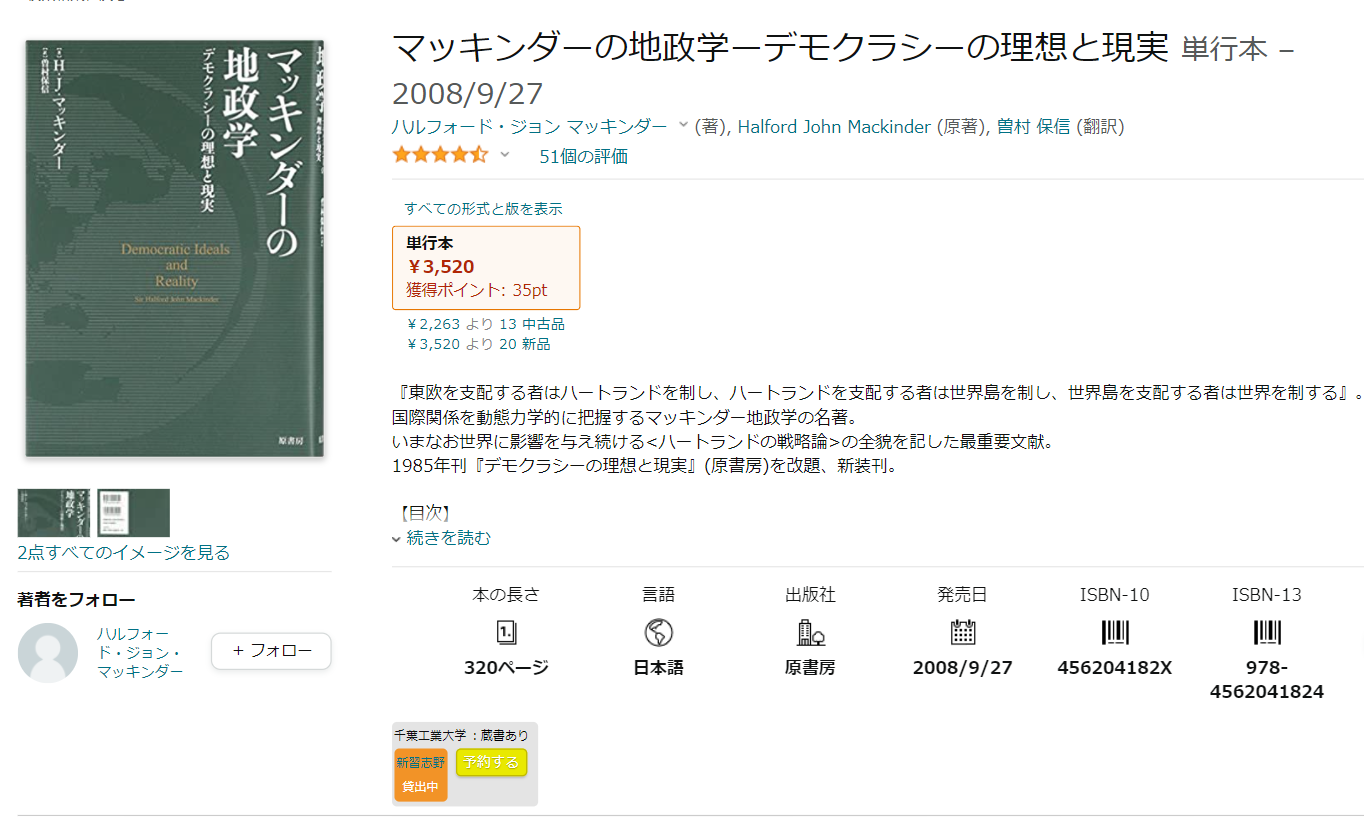 マッキンダーの地政学ーデモクラシーの理想と現実 単行本 –
2008/9/27
ハルフォード・ジョン マッキンダー (著), Halford John Mackinder (原著), 曽村 保信 (翻訳)
51個の評価
すべての形式と版を表示
単行本
￥3,520
獲得ポイント: 35pt
￥2,263 より 13 中古品
￥3,520 より 20 新品
『東欧を支配する者はハートランドを制し、ハートランドを支配する者は世界島を制し、世界島を支配する者は世界を制する』。
国際関係を動態力学的に把握するマッキンダー地政学の名著。
いまなお世界に影響を与え続ける<ハートランドの戦略論>の全貌を記した最重要文献。
1985年刊『デモクラシーの理想と現実』(原書房)を改題、新装刊。
【目次】
続きを読む
マッキンダーの
地政学
デモクラシーの理想と現実
[著] H・J・マッキンダー
[訳] 曽村保信
Democratic Ideals
and
Reality
Sir Halford John Mackinder
原書房
マッキンダーの
地政学
2点すべてのイメージを見る
著者をフォロー
ハルフォー
ド・ジョン・
マッキンダー
+ フォロー
本の長さ
1.
320ページ
言語
日本語
出版社
原書房
発売日
2008/9/27
ISBN-10
456204182X
ISBN-13
978-
4562041824
千葉工業大学 : 蔵書あり
新習志野
貸出中
予約する